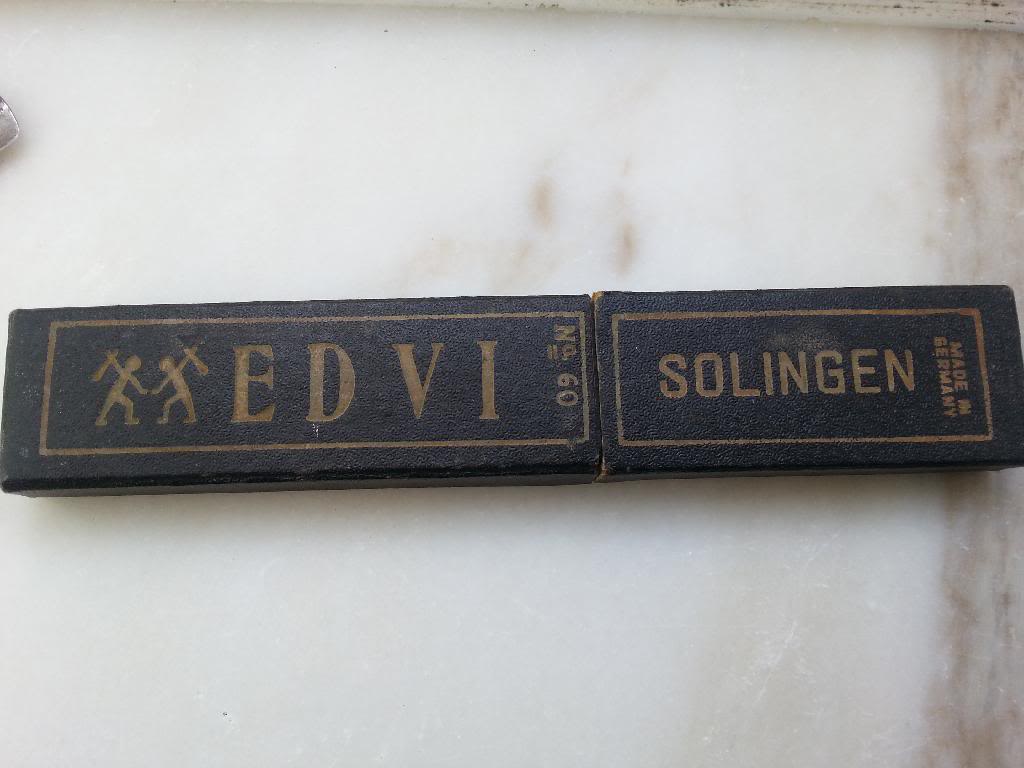 EDVI
No. 60
SOLINGEN
MADE IN
GERMANY